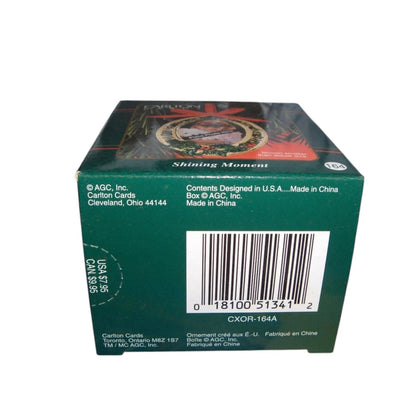 CARLTON
Shining Moment
164
© AGC, Inc.
Carlton Cards
Cleveland, Ohio 44144
Contents Designed in U.S.A....Made in China
Box © AGC, Inc.
Made in China
USA $7.95
CAN $9.95
0 18100 51341 2
CXOR-164A
Carlton Cards
Toronto, Ontario M8Z 1S7
TM / MC AGC, Inc.
Ornement créé aux É.-U. Fabriqué en Chine
Boîte © AGC, Inc.
Fabriqué en Chine